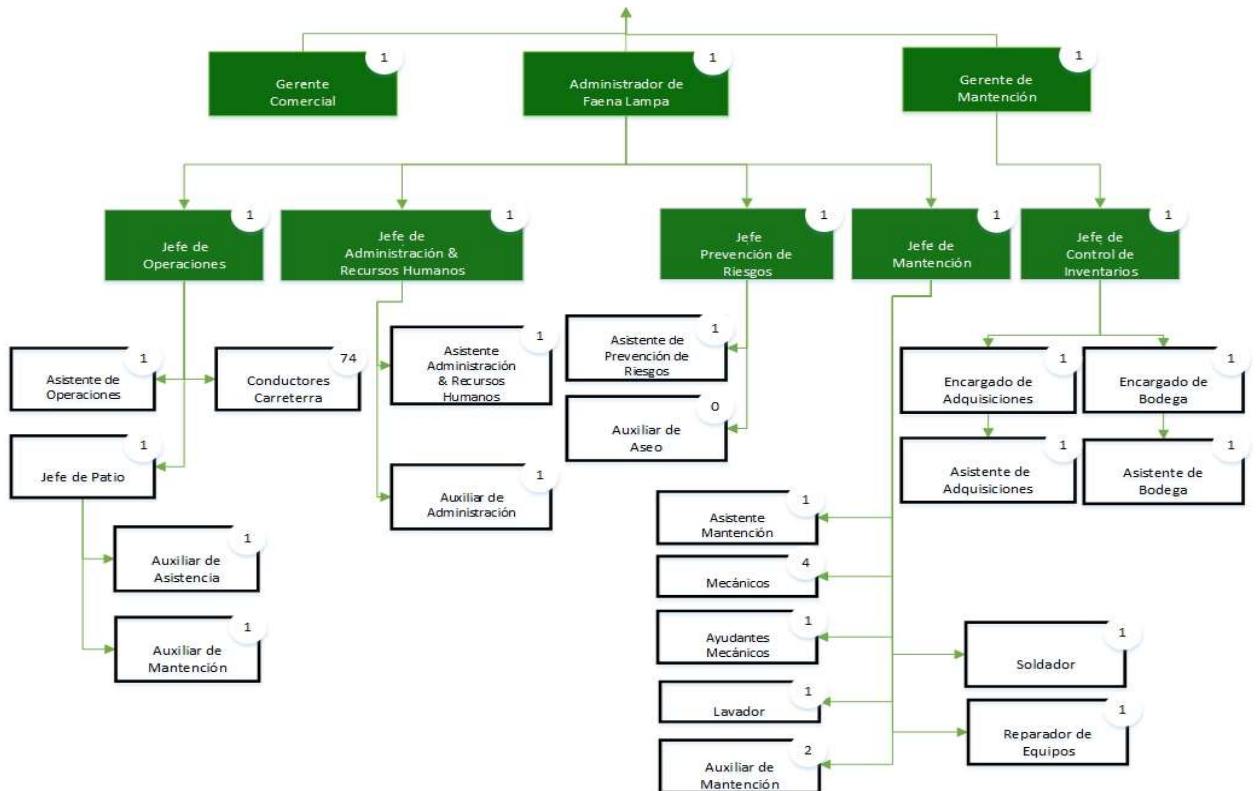 1
Gerente
Comercial
1
Administrador de
Faena Lampa
1
Gerente de
Mantención
1
Jefe de
Operaciones
1
Jefe de
Administración &
Recursos Humanos
1
Jefe
Prevención de
Riesgos
1
Jefe de
Mantención
1
Jefe de
Control de
Inventarios
1
Asistente de
Operaciones
74
Conductores
Carreterra
1
Asistente
Administración
& Recursos
Humanos
1
Asistente de
Prevención de
Riesgos
1
Encargado de
Adquisiciones
1
Encargado de
Bodega
1
Jefe de Patio
1
Auxiliar de
Administración
0
Auxiliar de
Aseo
1
Asistente de
Adquisiciones
1
Asistente de
Bodega
1
Auxiliar de
Asistencia
1
Auxiliar de
Mantención
1
Asistente
Mantención
4
Mecánicos
1
Ayudantes
Mecánicos
1
Lavador
2
Auxiliar de
Mantención
1
Soldador
1
Reparador de
Equipos